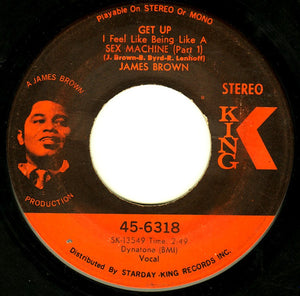 Playable On STEREO or MONO
GET UP
I Feel Like Being Like A
SEX MACHINE (Part 1)
(J. Brown-B. Byrd-R. Lenhoff)
JAMES BROWN
A JAMES BROWN
PRODUCTION
STEREO
KING
K
45-6318
SK-13549 Time: 2:49
Dynatone (BMI)
Vocal
Distributed By STARDAY-KING RECORDS INC.